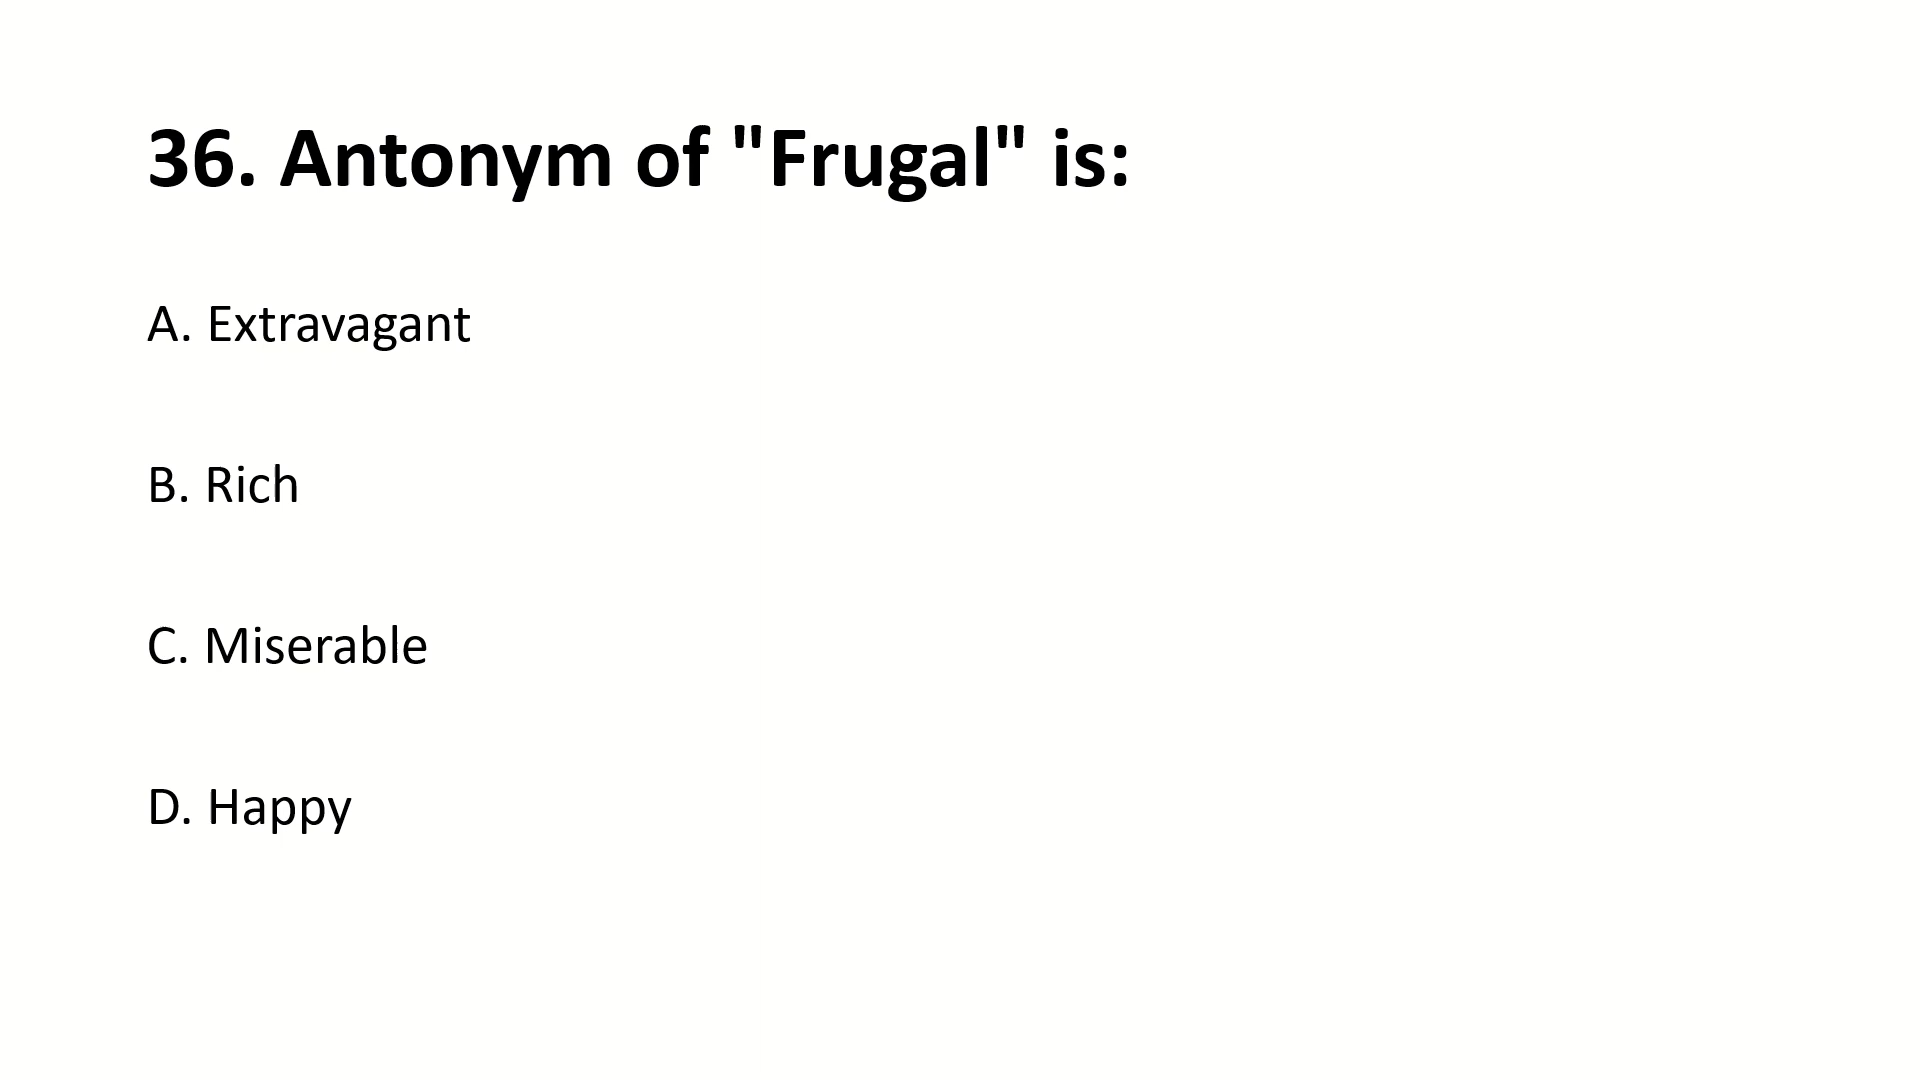 36. Antonym of "Frugal" is:
A. Extravagant
B. Rich
C. Miserable
D. Happy